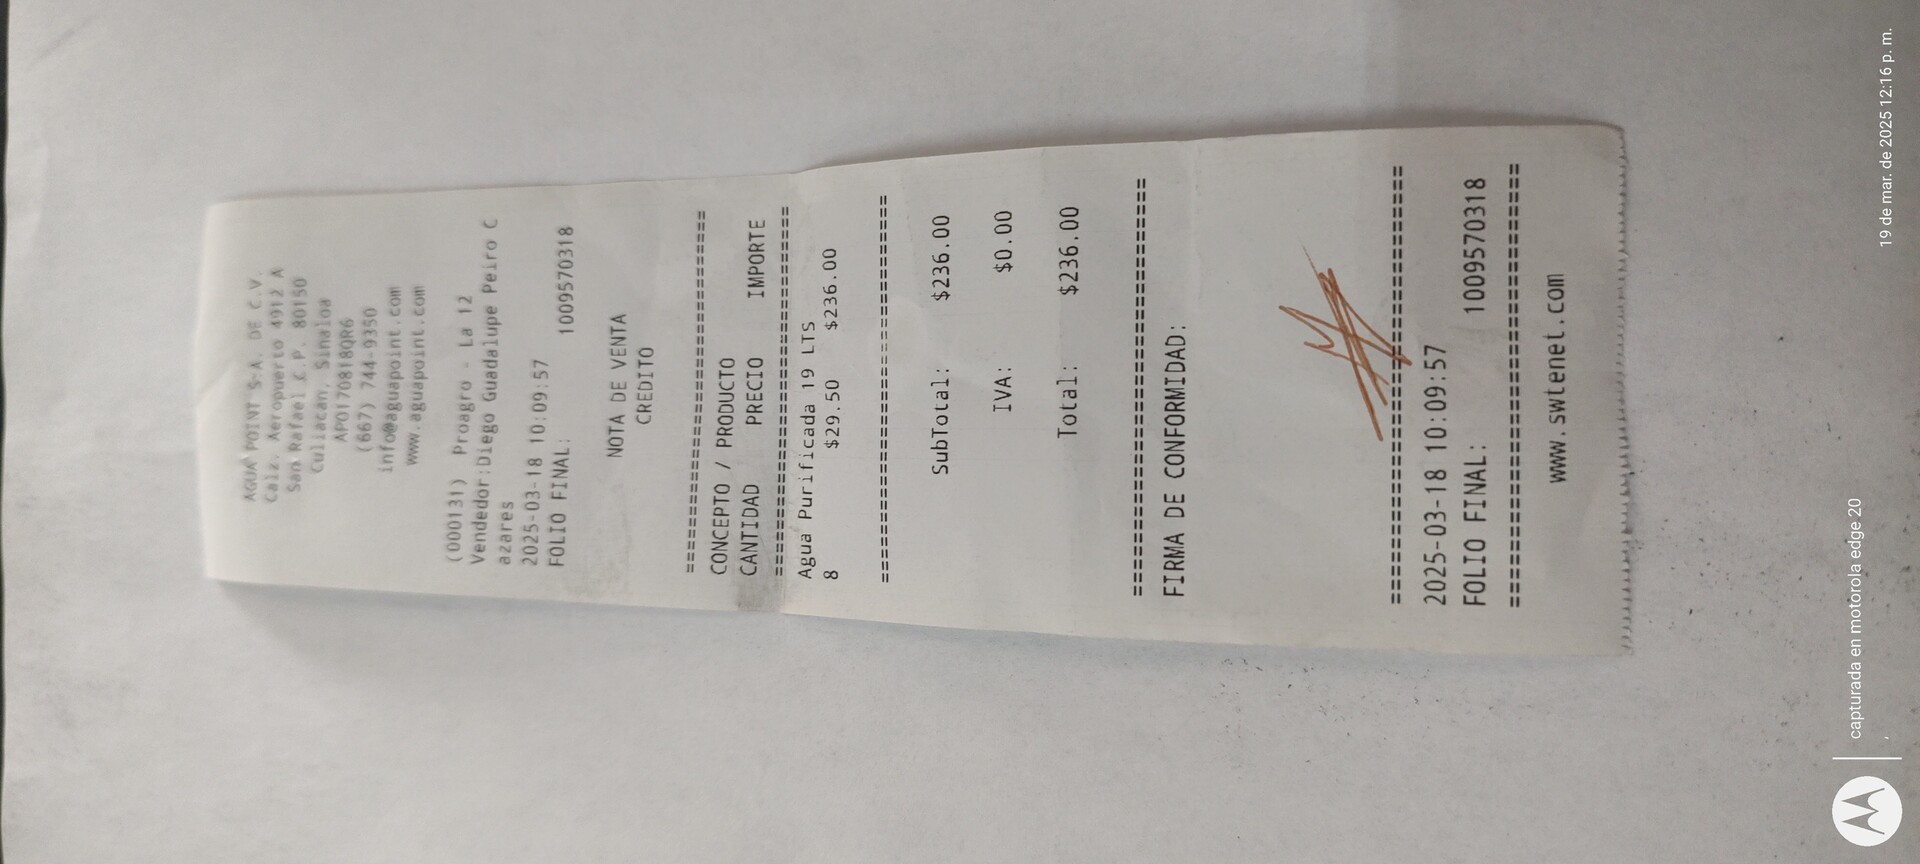 AGUA POINT S.A. DE C.V.
Calz. Aeropuerto 4912 A
San Rafael C.P. 80150
Culiacan, Sinaloa
APO170818QR6
(667) 744-9350
info@aguapoint.com
www.aguapoint.com
(000131) Proagro - La 12
Vendedor:Diego Guadalupe Peiro C
azares
2025-03-18 10:09:57
FOLIO FINAL: 1009570318
NOTA DE VENTA
CREDITO
================================
CONCEPTO / PRODUCTO
CANTIDAD PRECIO IMPORTE
================================
Agua Purificada 19 LTS
8 $29.50 $236.00
================================
SubTotal: $236.00
IVA: $0.00
Total: $236.00
================================
FIRMA DE CONFORMIDAD:
================================
2025-03-18 10:09:57
FOLIO FINAL: 1009570318
================================
www.swtenet.com
capturada en motorola edge 20
, 19 de mar. de 2025 12:16 p. m.